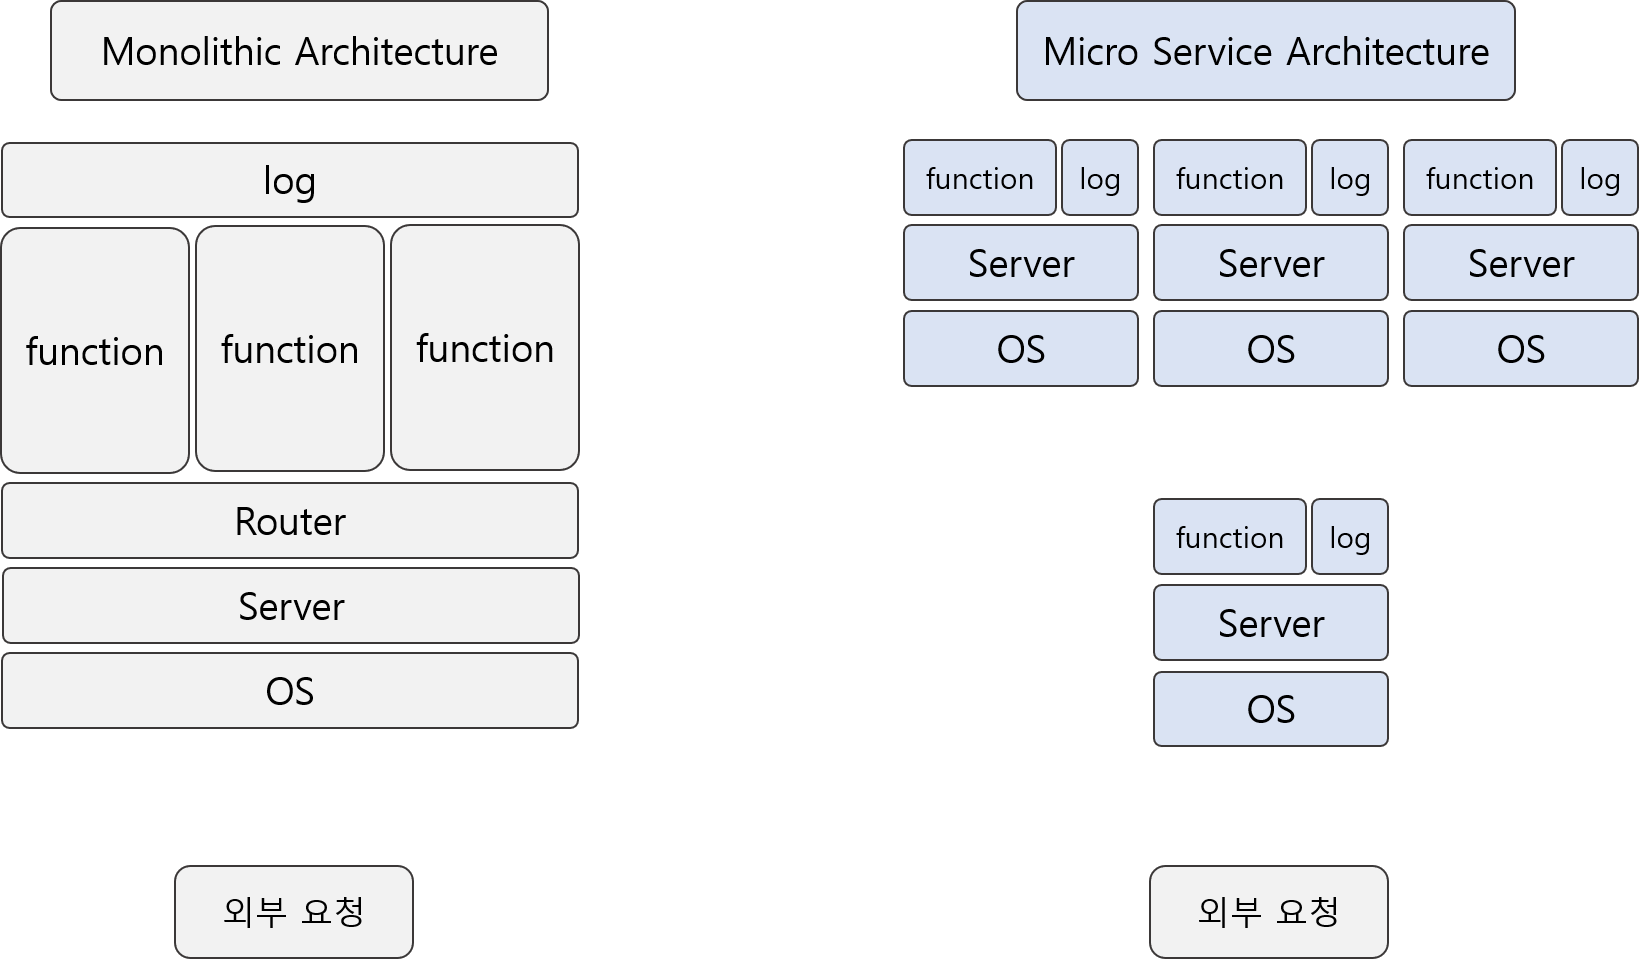 Monolithic Architecture
log
function function function
Router
Server
OS
외부 요청
Micro Service Architecture
function log function log function log
Server Server Server
OS OS OS
function log
Server
OS
외부 요청